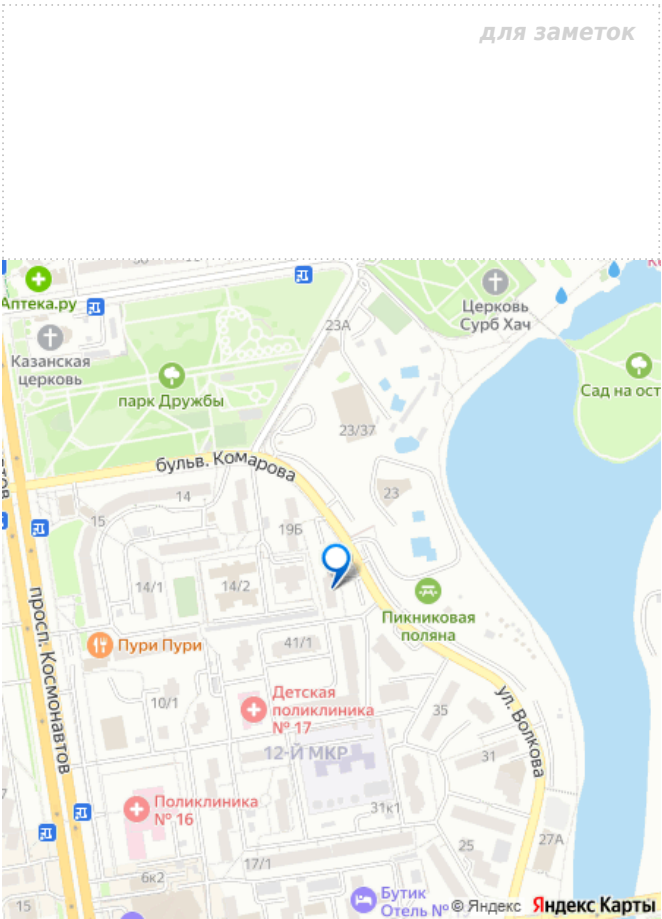 для заметок
Аптека.ру
Казанская
церковь
Церковь
Сурб Хач
23А
парк Дружбы
Сад на ост
23/37
бульв. Комарова
14
23
15
19Б
14/1
14/2
просп. Космонавтов
Пикниковая
поляна
Пури Пури
41/1
Детская
поликлиника
№ 17
10/1
35
ул. Волкова
12-Й МКР
31
Поликлиника
№ 16
31к1
27А
25
17/1
6к2
15
Бутик
Отель №
© Яндекс
Яндекс Карты